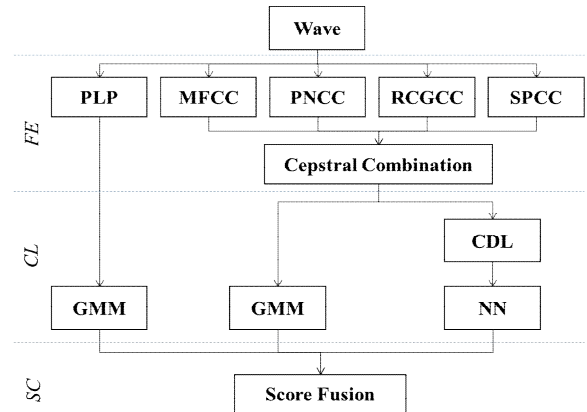 Wave
PLP MFCC PNCC RCGCC SPCC
FE
Cepstral Combination
CDL
CL
GMM GMM NN
SC
Score Fusion